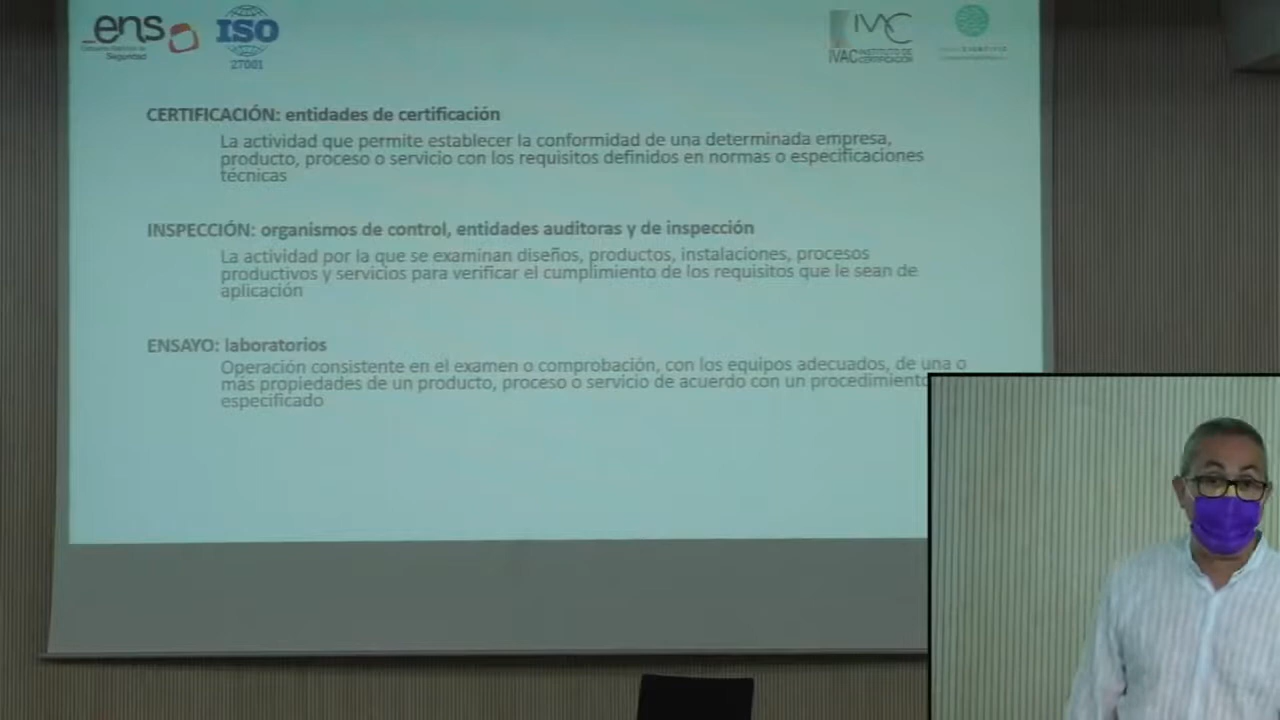 ens
Seguridad
ISO
27001
IVAC
IVAC INSTITUTO DE
CERTIFICACIÓN
CERTIFICACIÓN: entidades de certificación
La actividad que permite establecer la conformidad de una determinada empresa,
producto, proceso o servicio con los requisitos definidos en normas o especificaciones
técnicas
INSPECCIÓN: organismos de control, entidades auditoras y de inspección
La actividad por la que se examinan diseños, productos, instalaciones, procesos
productivos y servicios para verificar el cumplimiento de los requisitos que le sean de
aplicación
ENSAYO: laboratorios
Operación consistente en el examen o comprobación, con los equipos adecuados, de una o
más propiedades de un producto, proceso o servicio de acuerdo con un procedimiento
especificado